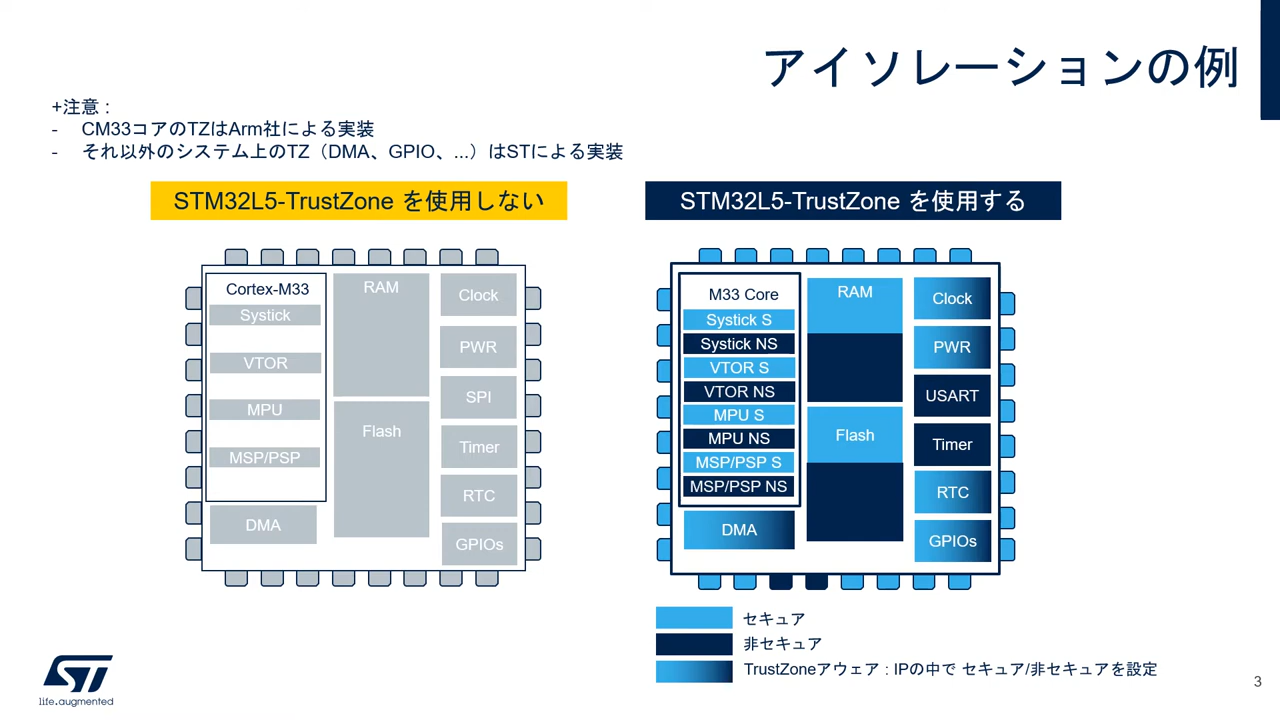 アイソレーションの例
+注意 :
- CM33コアのTZはArm社による実装
- それ以外のシステム上のTZ（DMA、GPIO、...）はSTによる実装
STM32L5-TrustZone を使用しない
Cortex-M33
Systick
VTOR
MPU
MSP/PSP
DMA
RAM
Flash
Clock
PWR
SPI
Timer
RTC
GPIOs
STM32L5-TrustZone を使用する
M33 Core
Systick S
Systick NS
VTOR S
VTOR NS
MPU S
MPU NS
MSP/PSP S
MSP/PSP NS
DMA
RAM
Flash
Clock
PWR
USART
Timer
RTC
GPIOs
セキュア
非セキュア
TrustZoneアウェア : IPの中で セキュア/非セキュアを設定
ST
life.augmented
3